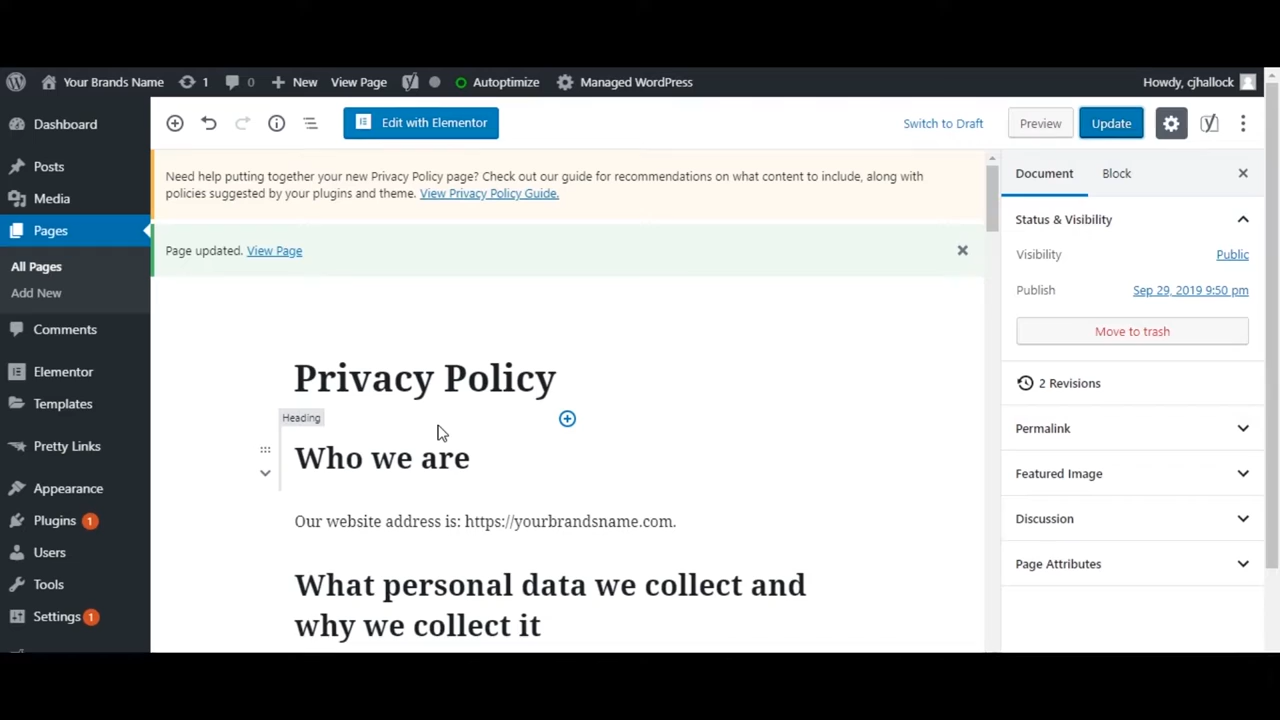 Your Brands Name 1 0 New View Page Autoptimize Managed WordPress Howdy, cjhallock
Dashboard
Posts
Media
Pages
All Pages
Add New
Comments
Elementor
Templates
Pretty Links
Appearance
Plugins 1
Users
Tools
Settings 1
Edit with Elementor Switch to Draft Preview Update
Need help putting together your new Privacy Policy page? Check out our guide for recommendations on what content to include, along with
policies suggested by your plugins and theme. View Privacy Policy Guide.
Page updated. View Page
Privacy Policy
Heading
Who we are
Our website address is: https://yourbrandsname.com.
What personal data we collect and
why we collect it
Document Block
Status & Visibility
Visibility Public
Publish Sep 29, 2019 9:50 pm
Move to trash
2 Revisions
Permalink
Featured Image
Discussion
Page Attributes